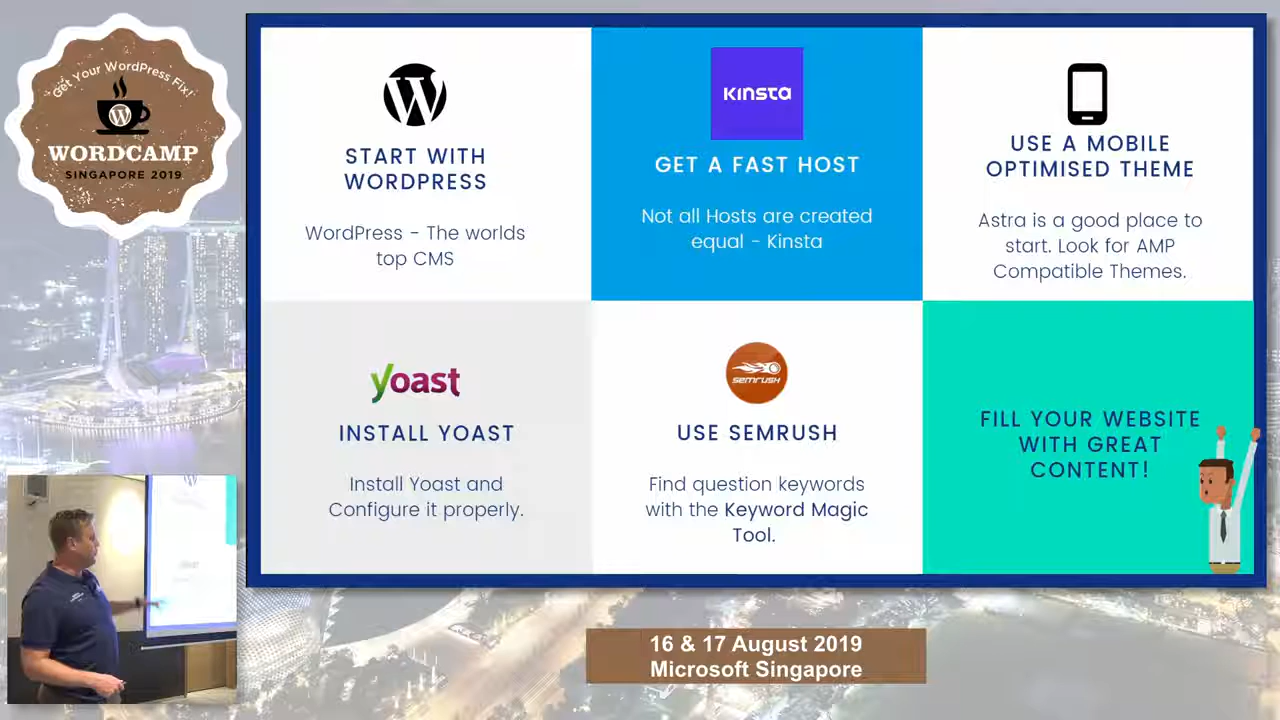 Get Your WordPress Fix!
WORDCAMP
SINGAPORE 2019
START WITH
WORDPRESS
WordPress - The worlds
top CMS
KInsta
GET A FAST HOST
Not all Hosts are created
equal - Kinsta
USE A MOBILE
OPTIMISED THEME
Astra is a good place to
start. Look for AMP
Compatible Themes.
yoast
INSTALL YOAST
Install Yoast and
Configure it properly.
SEMRUSH
USE SEMRUSH
Find question keywords
with the Keyword Magic
Tool.
FILL YOUR WEBSITE
WITH GREAT
CONTENT!
16 & 17 August 2019
Microsoft Singapore